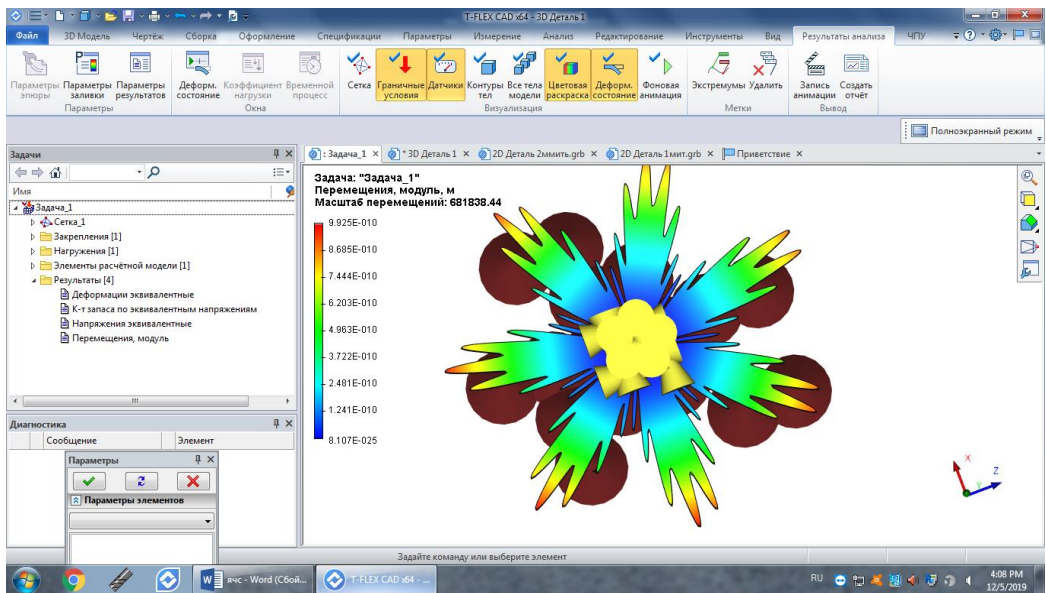 T-FLEX CAD x64 - 3D Деталь 1
Файл 3D Модель Чертёж Сборка Оформление Спецификации Параметры Измерение Анализ Редактирование Инструменты Вид Результаты анализа ЧПУ
Параметры эпюры
Параметры заливки
Параметры результатов
Деформ. состояние
Коэффициент нагрузки
Временной процесс
Сетка
Граничные условия
Датчики
Контуры тел
Все тела модели
Цветовая раскраска
Деформ. состояние
Фоновая анимация
Экстремумы
Удалить
Запись анимации
Создать отчёт
Параметры Окна Визуализация Метки Вывод
Полноэкранный режим
Задачи
: Задача_1 * 3D Деталь 1 2D Деталь 2ммить.grb 2D Деталь 1мит.grb Приветствие
Имя
Задача_1
Сетка_1
Закрепления [1]
Нагружения [1]
Элементы расчётной модели [1]
Результаты [4]
Деформации эквивалентные
К-т запаса по эквивалентным напряжениям
Напряжения эквивалентные
Перемещения, модуль
Задача: "Задача_1"
Перемещения, модуль, м
Масштаб перемещений: 681838.44
9.925E-010
8.685E-010
7.444E-010
6.203E-010
4.963E-010
3.722E-010
2.481E-010
1.241E-010
8.107E-025
X
Z
Y
Диагностика
Сообщение Элемент
Параметры
Параметры элементов
Задайте команду или выберите элемент
ячс - Word (Сбой...
T-FLEX CAD x64 - ...
RU
4:08 PM
12/5/2019